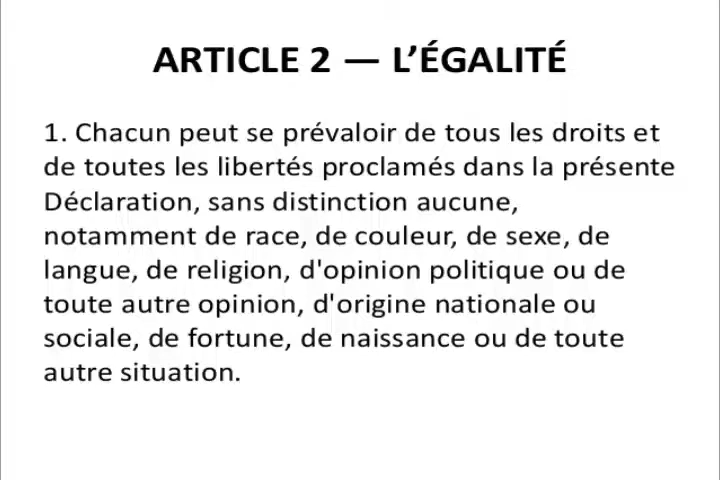 ARTICLE 2 — L’ÉGALITÉ
1. Chacun peut se prévaloir de tous les droits et
de toutes les libertés proclamés dans la présente
Déclaration, sans distinction aucune,
notamment de race, de couleur, de sexe, de
langue, de religion, d'opinion politique ou de
toute autre opinion, d'origine nationale ou
sociale, de fortune, de naissance ou de toute
autre situation.